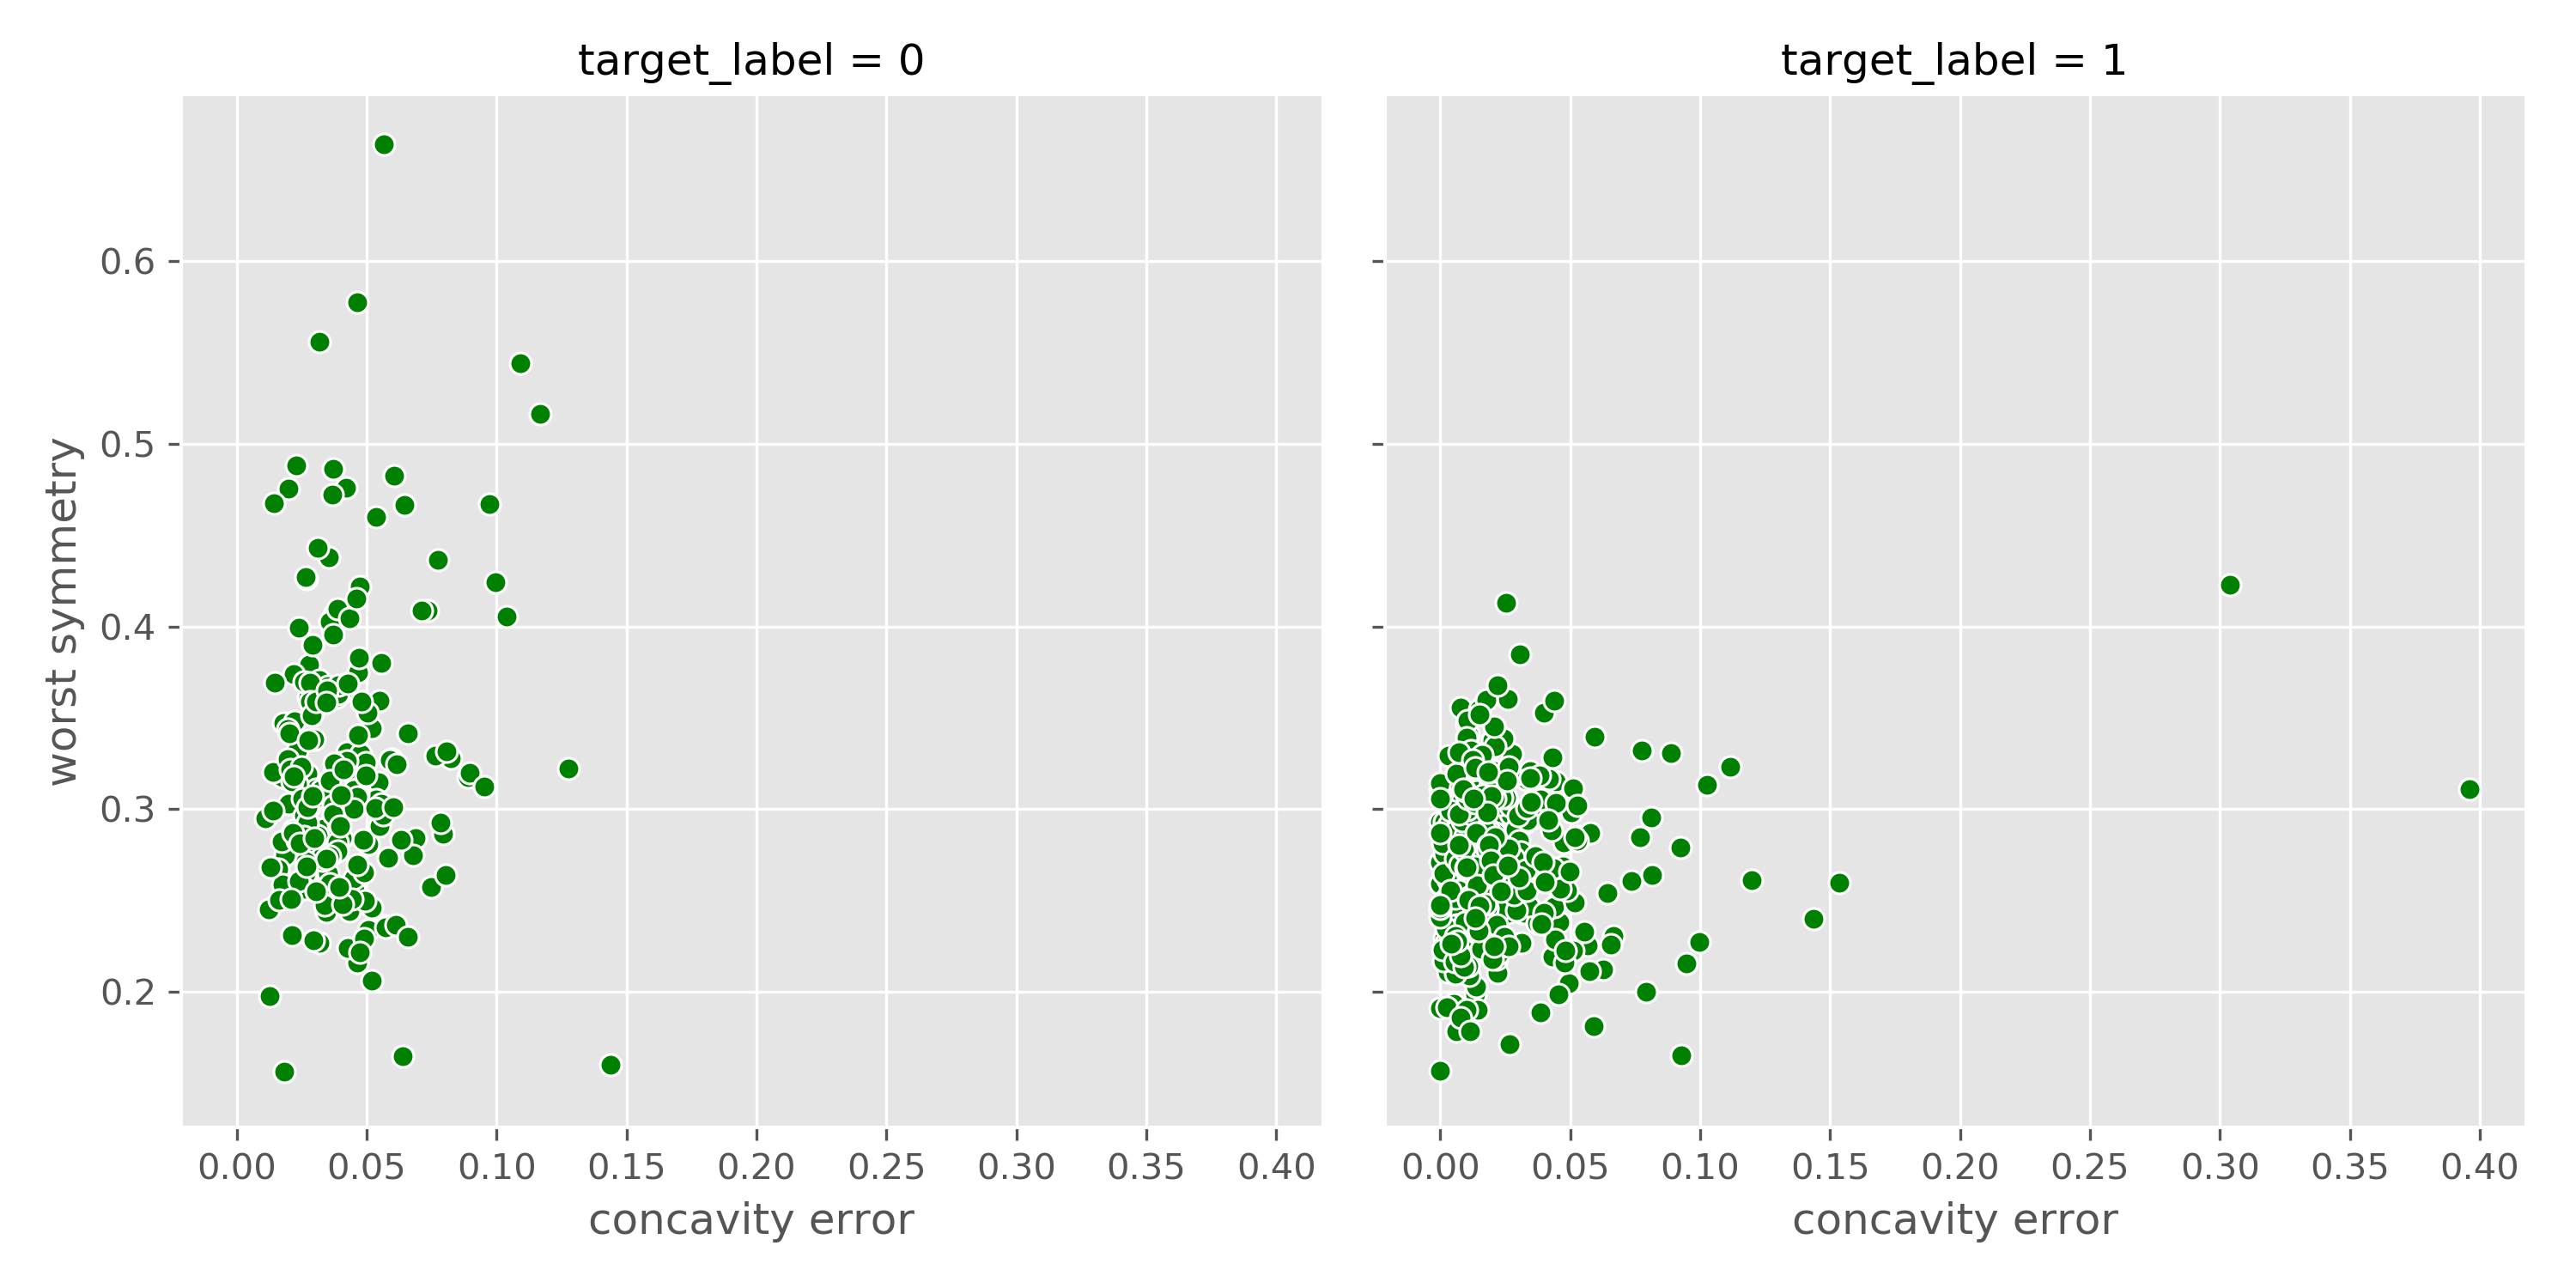 target_label = 0
target_label = 1
worst symmetry
0.6
0.5
0.4
0.3
0.2
0.00 0.05 0.10 0.15 0.20 0.25 0.30 0.35 0.40
0.00 0.05 0.10 0.15 0.20 0.25 0.30 0.35 0.40
concavity error
concavity error